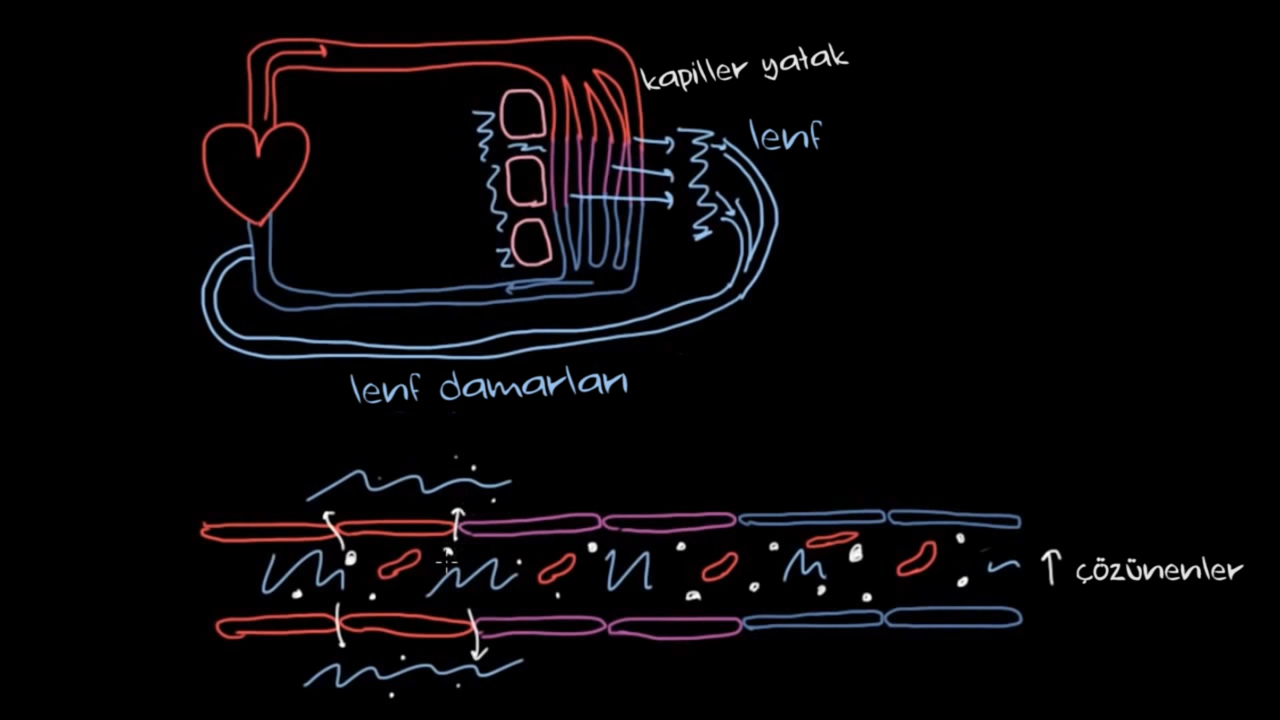 kapiller yatak
lenf
lenf damarları
↑ çözünenler